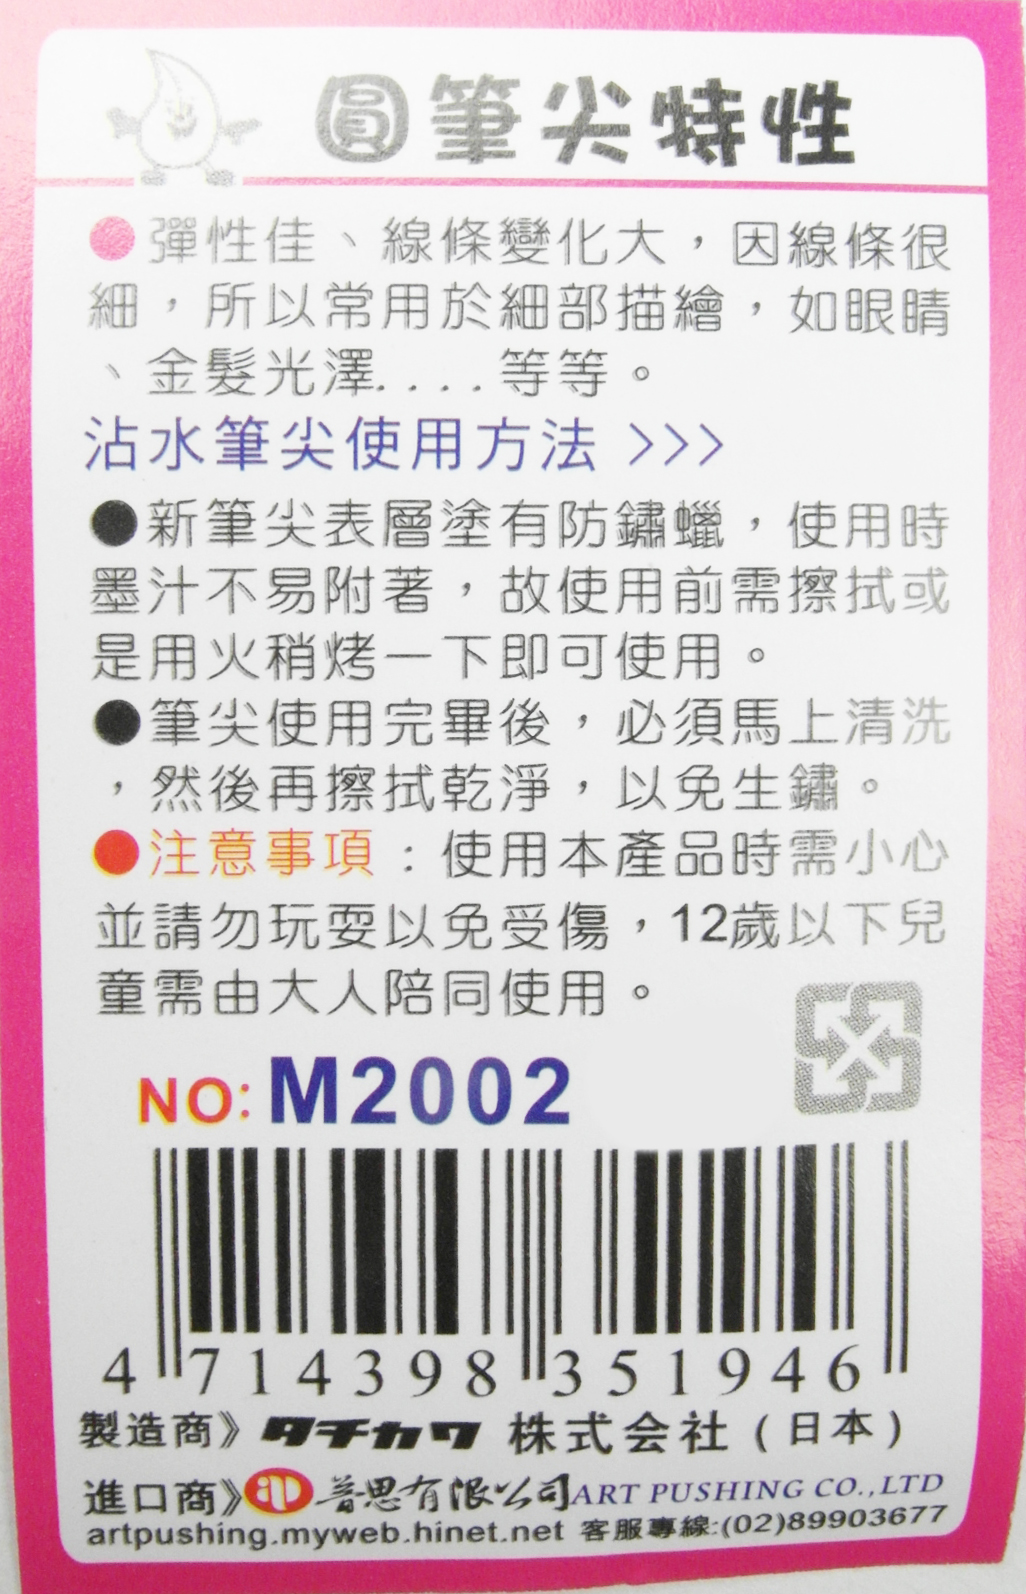 圓筆尖特性
●彈性佳、線條變化大，因線條很
細，所以常用於細部描繪，如眼睛
、金髮光澤....等等。
沾水筆尖使用方法 >>>
●新筆尖表層塗有防鏽蠟，使用時
墨汁不易附著，故使用前需擦拭或
是用火稍烤一下即可使用。
●筆尖使用完畢後，必須馬上清洗
，然後再擦拭乾淨，以免生鏽。
●注意事項：使用本產品時需小心
並請勿玩耍以免受傷，12歲以下兒
童需由大人陪同使用。
NO: M2002
4 714398 351946
製造商》タチカワ 株式会社 (日本)
進口商》普思有限公司ART PUSHING CO.,LTD
artpushing.myweb.hinet.net 客服專線:(02)89903677